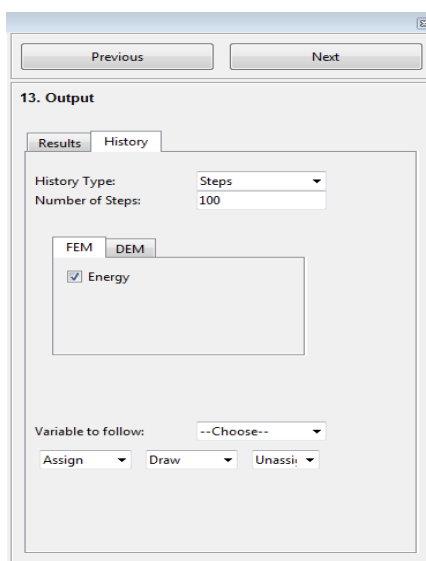 Previous Next
13. Output
Results History
History Type: Steps
Number of Steps: 100
FEM DEM
Energy
Variable to follow: --Choose--
Assign Draw Unassi